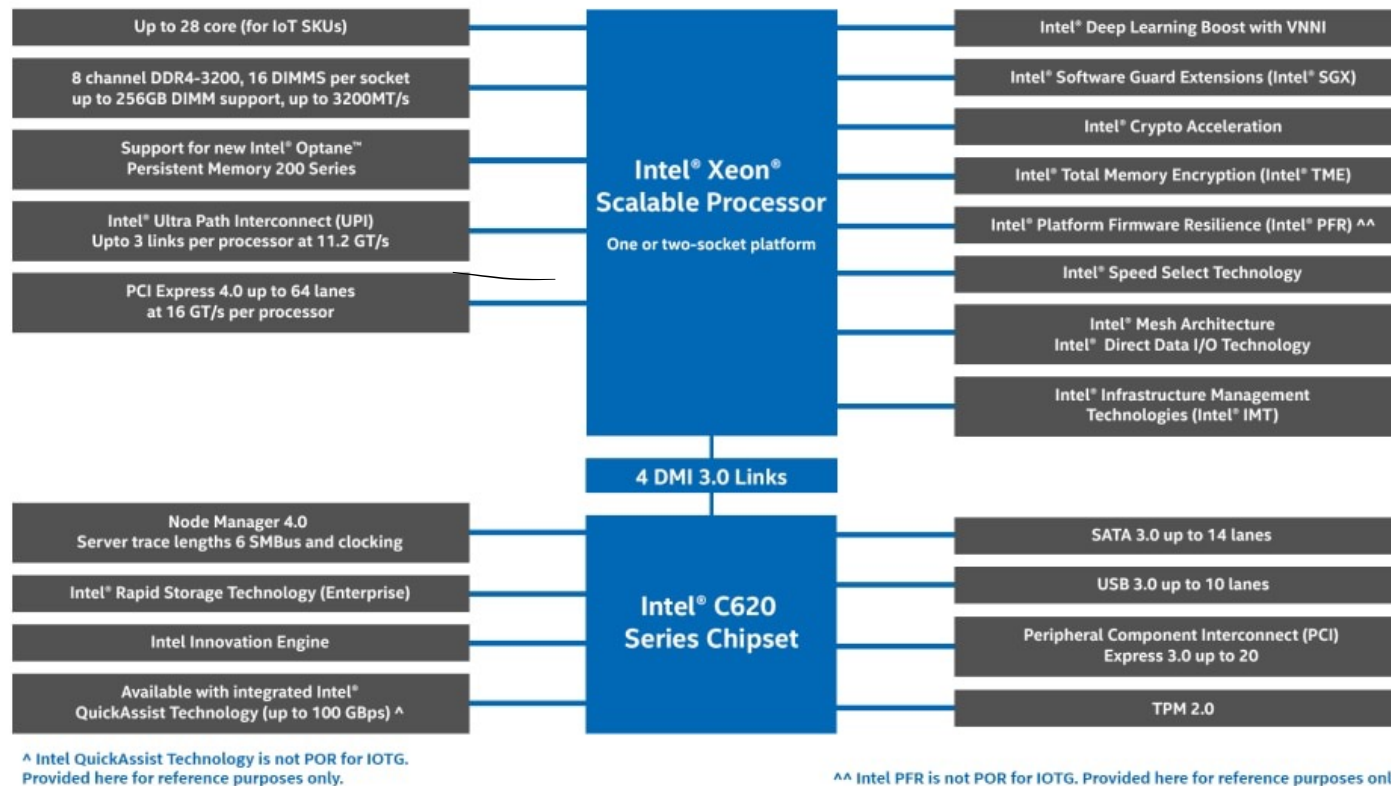 Up to 28 core (for IoT SKUs)
8 channel DDR4-3200, 16 DIMMS per socket
up to 256GB DIMM support, up to 3200MT/s
Support for new Intel® Optane™
Persistent Memory 200 Series
Intel® Ultra Path Interconnect (UPI)
Upto 3 links per processor at 11.2 GT/s
PCI Express 4.0 up to 64 lanes
at 16 GT/s per processor
Intel® Xeon®
Scalable Processor
One or two-socket platform
Intel® Deep Learning Boost with VNNI
Intel® Software Guard Extensions (Intel® SGX)
Intel® Crypto Acceleration
Intel® Total Memory Encryption (Intel® TME)
Intel® Platform Firmware Resilience (Intel® PFR) ^^
Intel® Speed Select Technology
Intel® Mesh Architecture
Intel® Direct Data I/O Technology
Intel® Infrastructure Management
Technologies (Intel® IMT)
4 DMI 3.0 Links
Node Manager 4.0
Server trace lengths 6 SMBus and clocking
Intel® Rapid Storage Technology (Enterprise)
Intel Innovation Engine
Available with integrated Intel®
QuickAssist Technology (up to 100 GBps) ^
Intel® C620
Series Chipset
SATA 3.0 up to 14 lanes
USB 3.0 up to 10 lanes
Peripheral Component Interconnect (PCI)
Express 3.0 up to 20
TPM 2.0
^ Intel QuickAssist Technology is not POR for IOTG.
Provided here for reference purposes only.
^^ Intel PFR is not POR for IOTG. Provided here for reference purposes onl